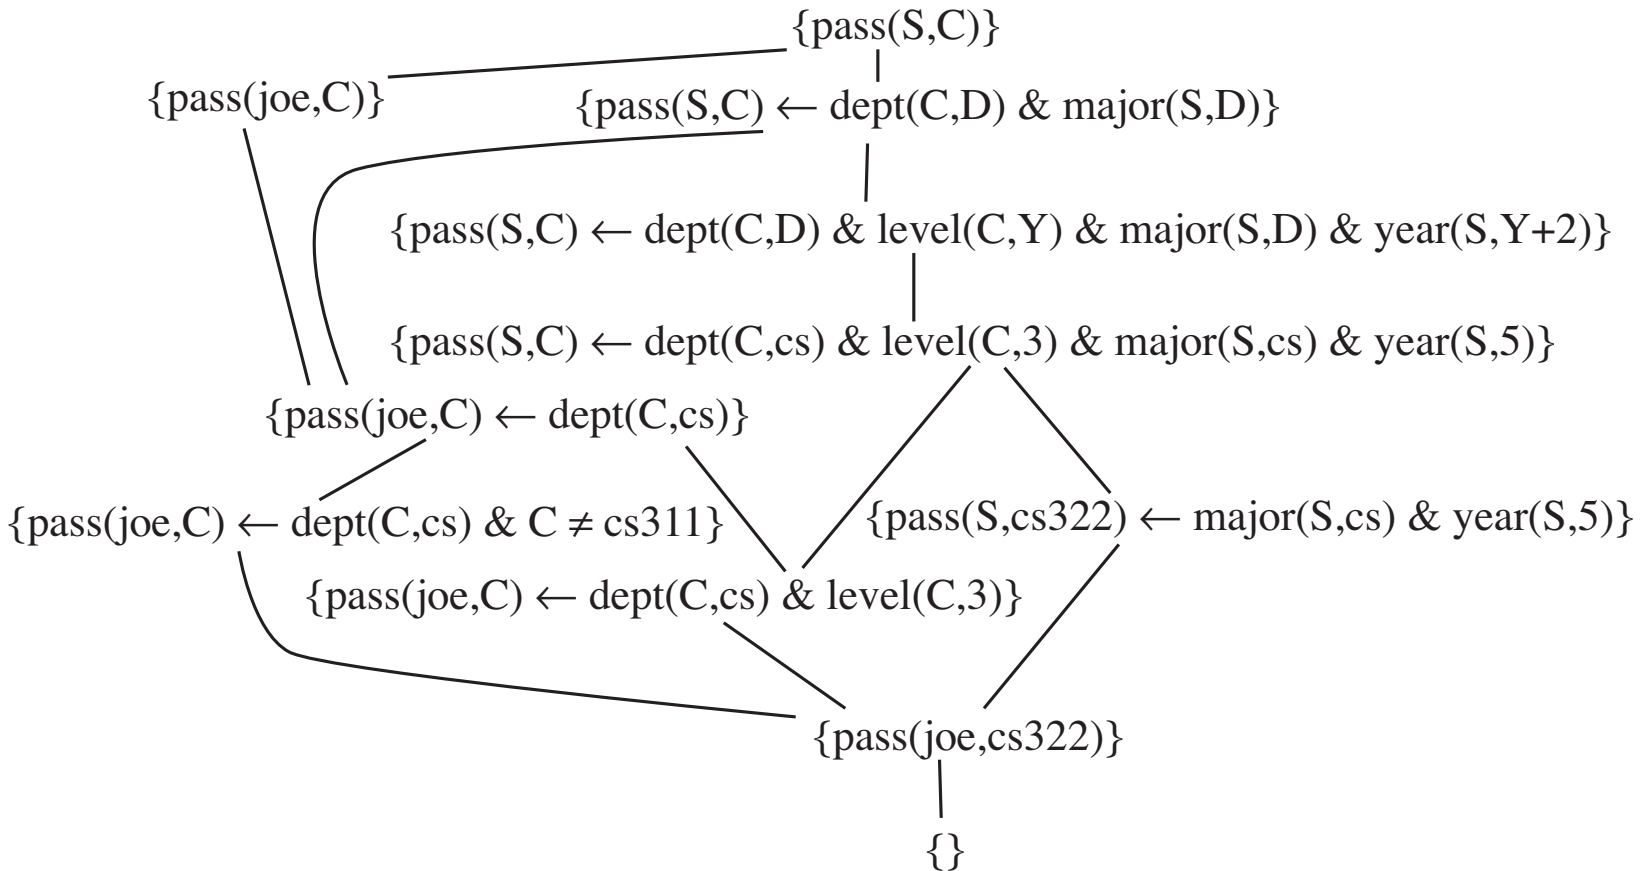 {pass(S,C)}
{pass(joe,C)}
{pass(S,C) ← dept(C,D) & major(S,D)}
{pass(S,C) ← dept(C,D) & level(C,Y) & major(S,D) & year(S,Y+2)}
{pass(S,C) ← dept(C,cs) & level(C,3) & major(S,cs) & year(S,5)}
{pass(joe,C) ← dept(C,cs)}
{pass(joe,C) ← dept(C,cs) & C ≠ cs311}
{pass(S,cs322) ← major(S,cs) & year(S,5)}
{pass(joe,C) ← dept(C,cs) & level(C,3)}
{pass(joe,cs322)}
{}